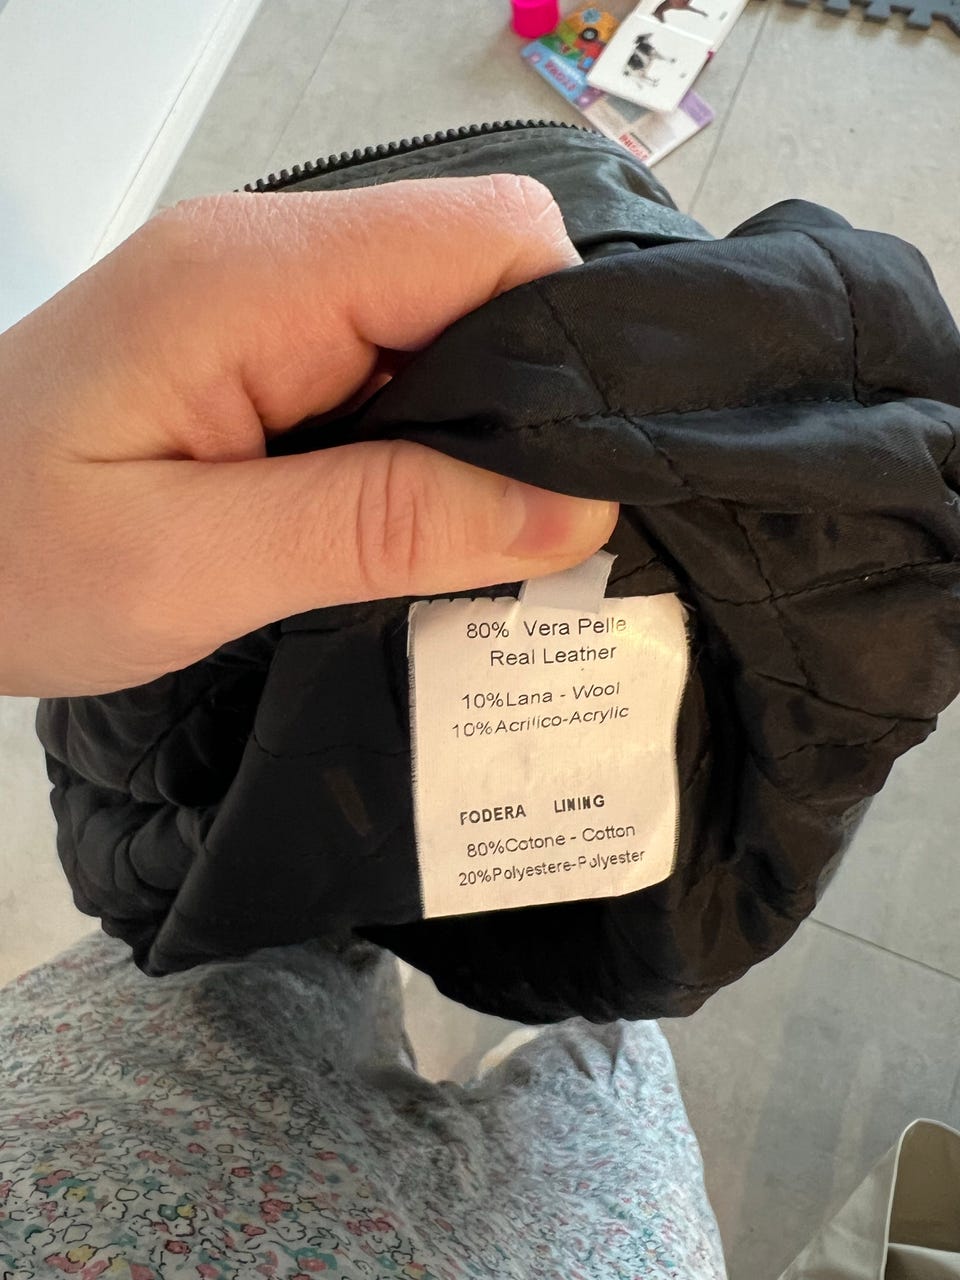 80% Vera Pelle
Real Leather
10%Lana - Wool
10%Acrilico-Acrylic
FODERA LINING
80%Cotone - Cotton
20%Polyestere-Polyester